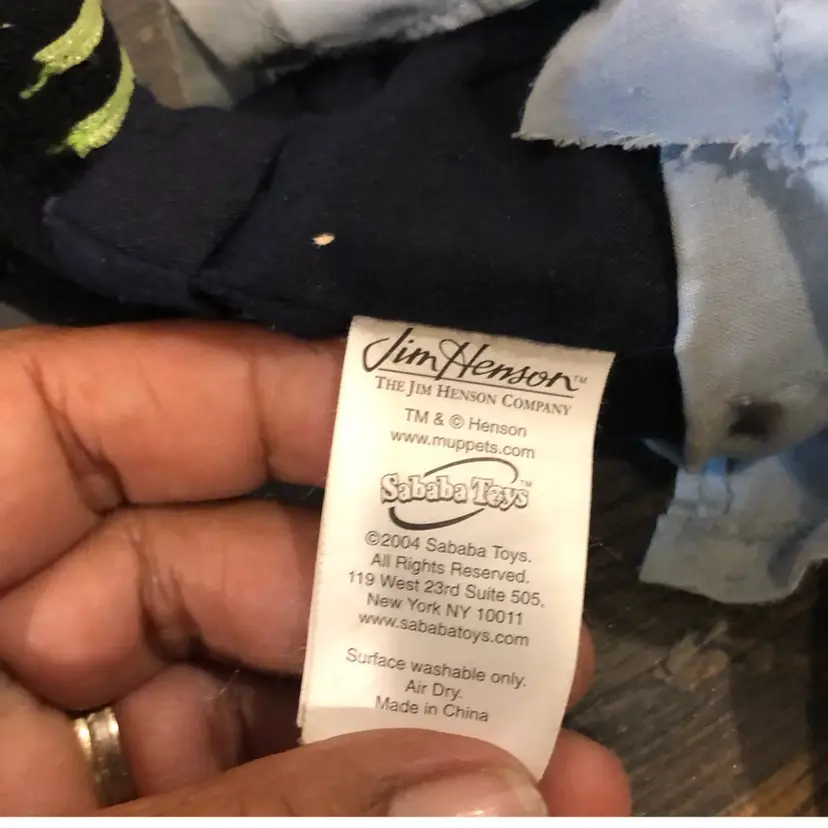 Jim Henson™
THE JIM HENSON COMPANY
TM & © Henson
www.muppets.com
Sababa Toys™
©2004 Sababa Toys.
All Rights Reserved.
119 West 23rd Suite 505,
New York NY 10011
www.sababatoys.com
Surface washable only.
Air Dry.
Made in China